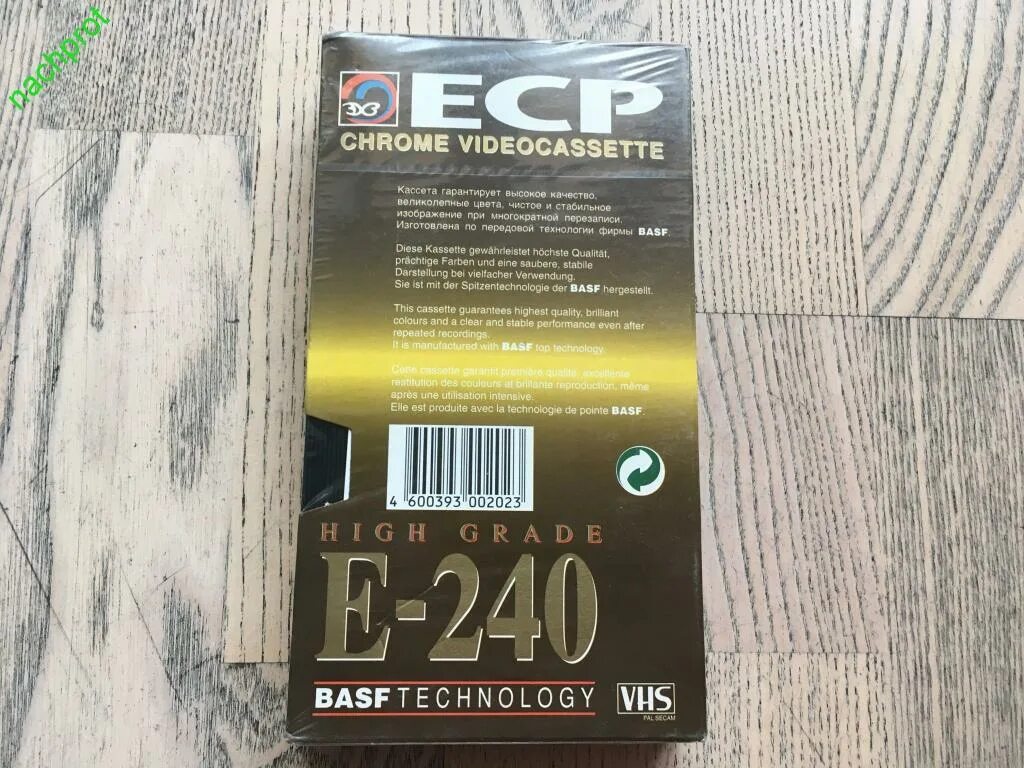 nachprot
ЭХЗ
ECP
CHROME VIDEOCASSETTE
Кассета гарантирует высокое качество,
великолепные цвета, чистое и стабильное
изображение при многократной перезаписи.
Изготовлена по передовой технологии фирмы BASF.
Diese Kassette gewährleistet höchste Qualität,
prächtige Farben und eine saubere, stabile
Darstellung bei vielfacher Verwendung.
Sie ist mit der Spitzentechnologie der BASF hergestellt.
This cassette guarantees highest quality, brilliant
colours and a clear and stable performance even after
repeated recordings.
It is manufactured with BASF top technology.
Cette cassette garantit première qualité, excellente
restitution des couleurs et brillante reproduction, même
après une utilisation intensive.
Elle est produite avec la technologie de pointe BASF.
4 600393 002023
HIGH GRADE
E-240
BASF TECHNOLOGY
VHS
PAL SECAM